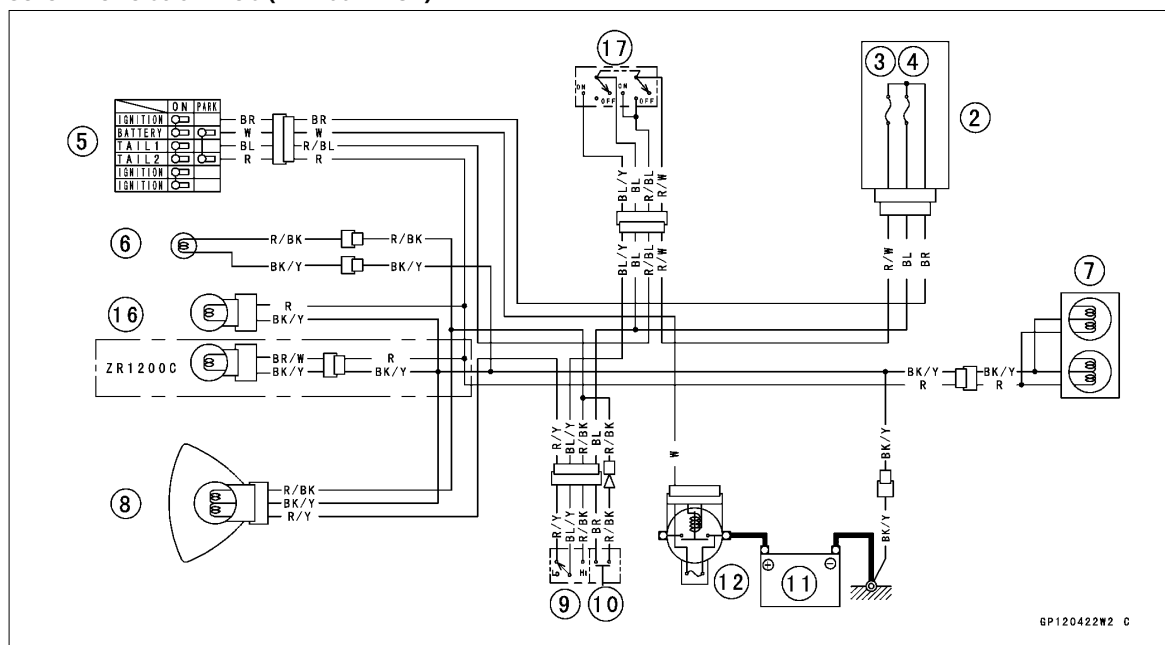 17
3 4
2
ON OFF ON OFF
ON PARK
5
IGNITION BR BR
BATTERY W W
TAIL1 BL R/BL
TAIL2 R R
IGNITION
IGNITION
BL/Y BL R/BL R/W
6
R/BK R/BK
BK/Y BK/Y
BL/Y BL R/BL R/W
R/W BL BR
7
16
R
BK/Y
ZR1200C
BR/W R
BK/Y BK/Y
BK/Y BK/Y
R R
R/Y BL/Y R/BK BL R/BK
W
BK/Y
8
R/BK
BK/Y
R/Y
R/Y BL/Y R/BK BR R/BK
BK/Y
Lo Hi
9 10
12
+ −
11
GP120422W2 C